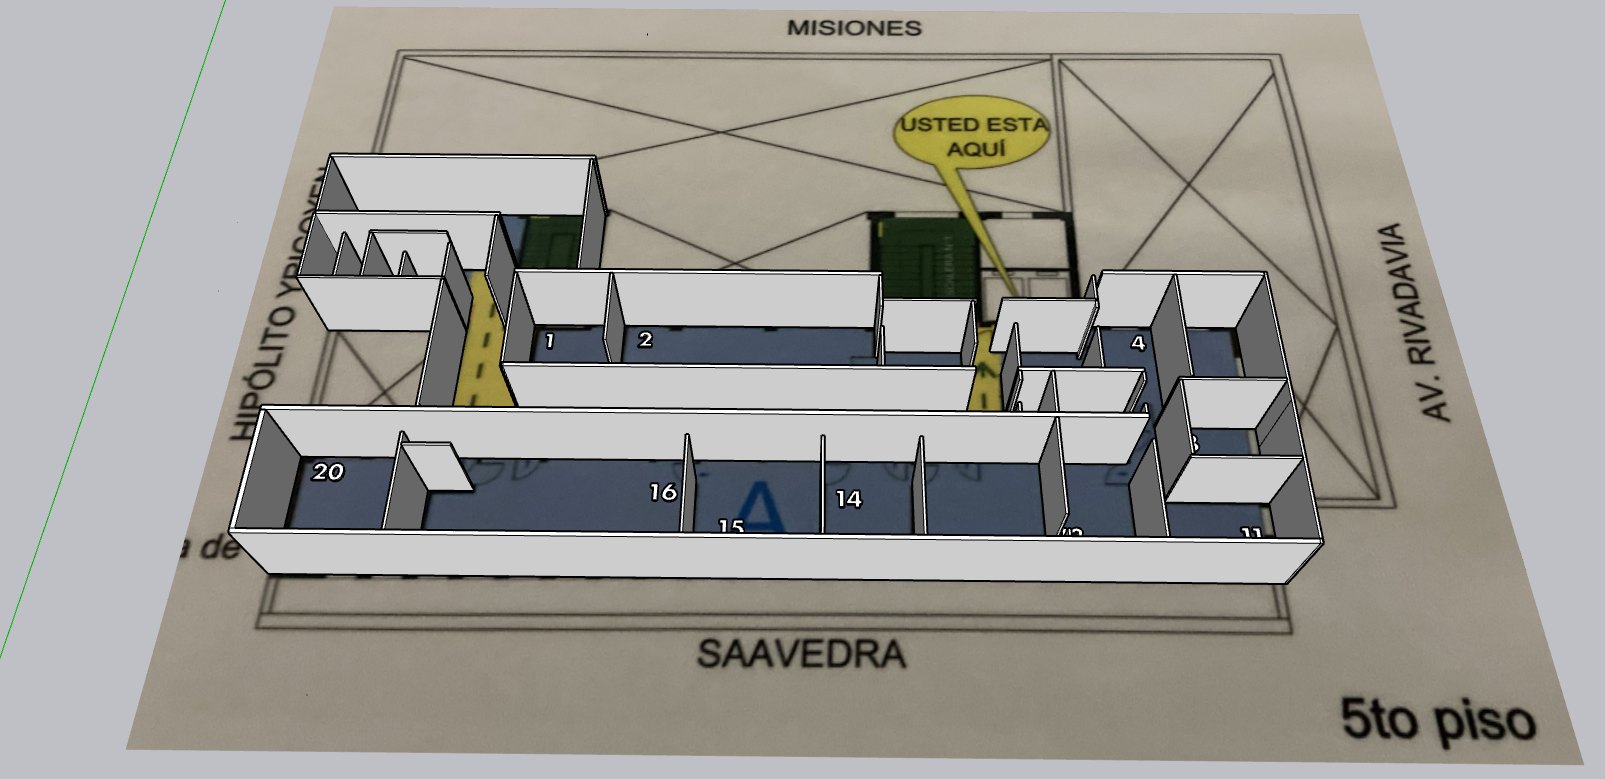 MISIONES
USTED ESTA
AQUÍ
HIPÓLITO YRIGOYEN
AV. RIVADAVIA
1
2
4
20
16
14
15
A
11
a de
SAAVEDRA
5to piso